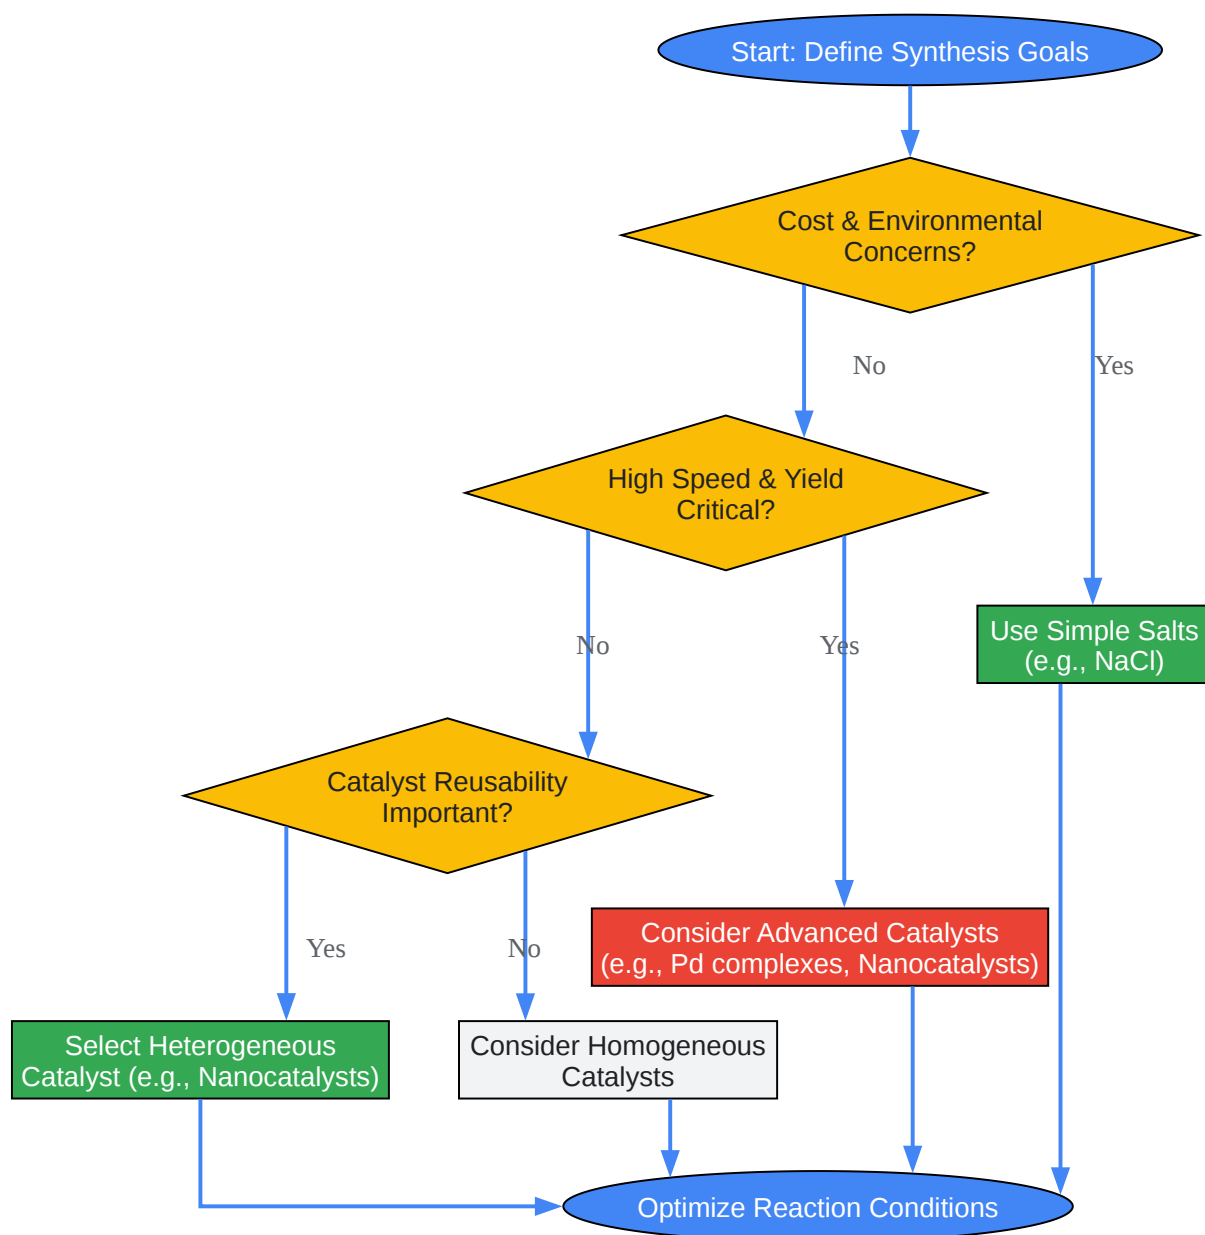 Start: Define Synthesis Goals
Cost & Environmental
Concerns?
No
Yes
High Speed & Yield
Critical?
No
Yes
Use Simple Salts
(e.g., NaCl)
Catalyst Reusability
Important?
Yes
No
Consider Advanced Catalysts
(e.g., Pd complexes, Nanocatalysts)
Select Heterogeneous
Catalyst (e.g., Nanocatalysts)
Consider Homogeneous
Catalysts
Optimize Reaction Conditions